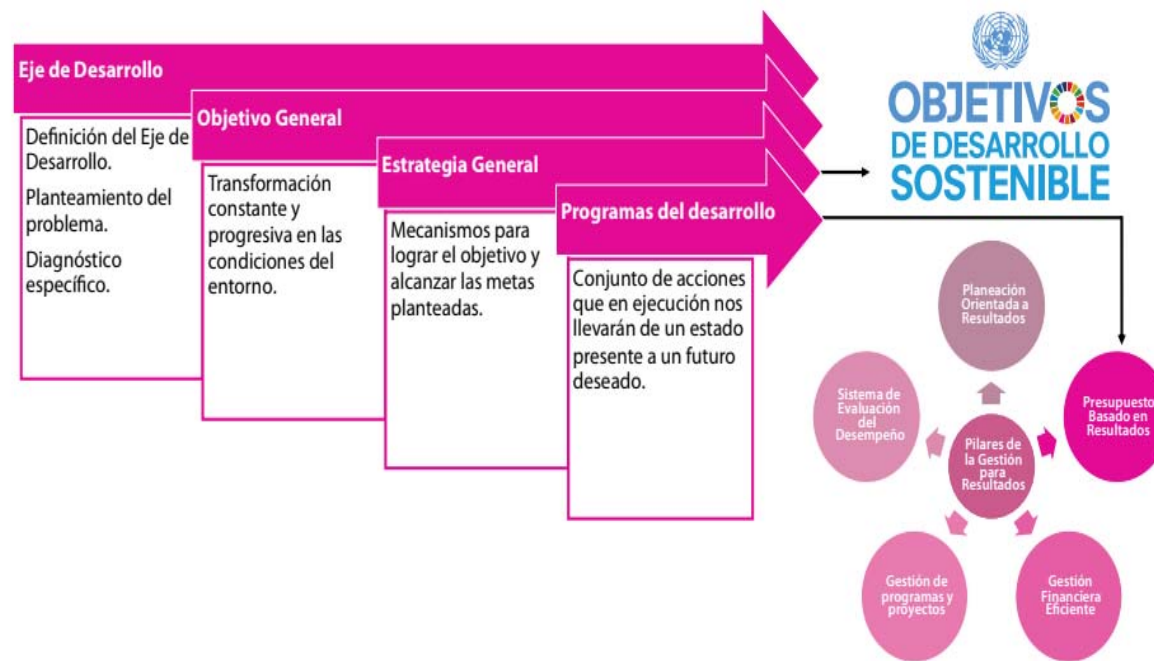 Eje de Desarrollo
Definición del Eje de
Desarrollo.
Planteamiento del
problema.
Diagnóstico
específico.
Objetivo General
Transformación
constante y
progresiva en las
condiciones del
entorno.
Estrategia General
Mecanismos para
lograr el objetivo y
alcanzar las metas
planteadas.
Programas del desarrollo
Conjunto de acciones
que en ejecución nos
llevarán de un estado
presente a un futuro
deseado.
OBJETIVOS
DE DESARROLLO
SOSTENIBLE
Planeación
Orientada a
Resultados
Sistema de
Evaluación
del
Desempeño
Pilares de
la Gestión
para
Resultados
Presupuesto
Basado en
Resultados
Gestión de
programas y
proyectos
Gestión
Financiera
Eficiente